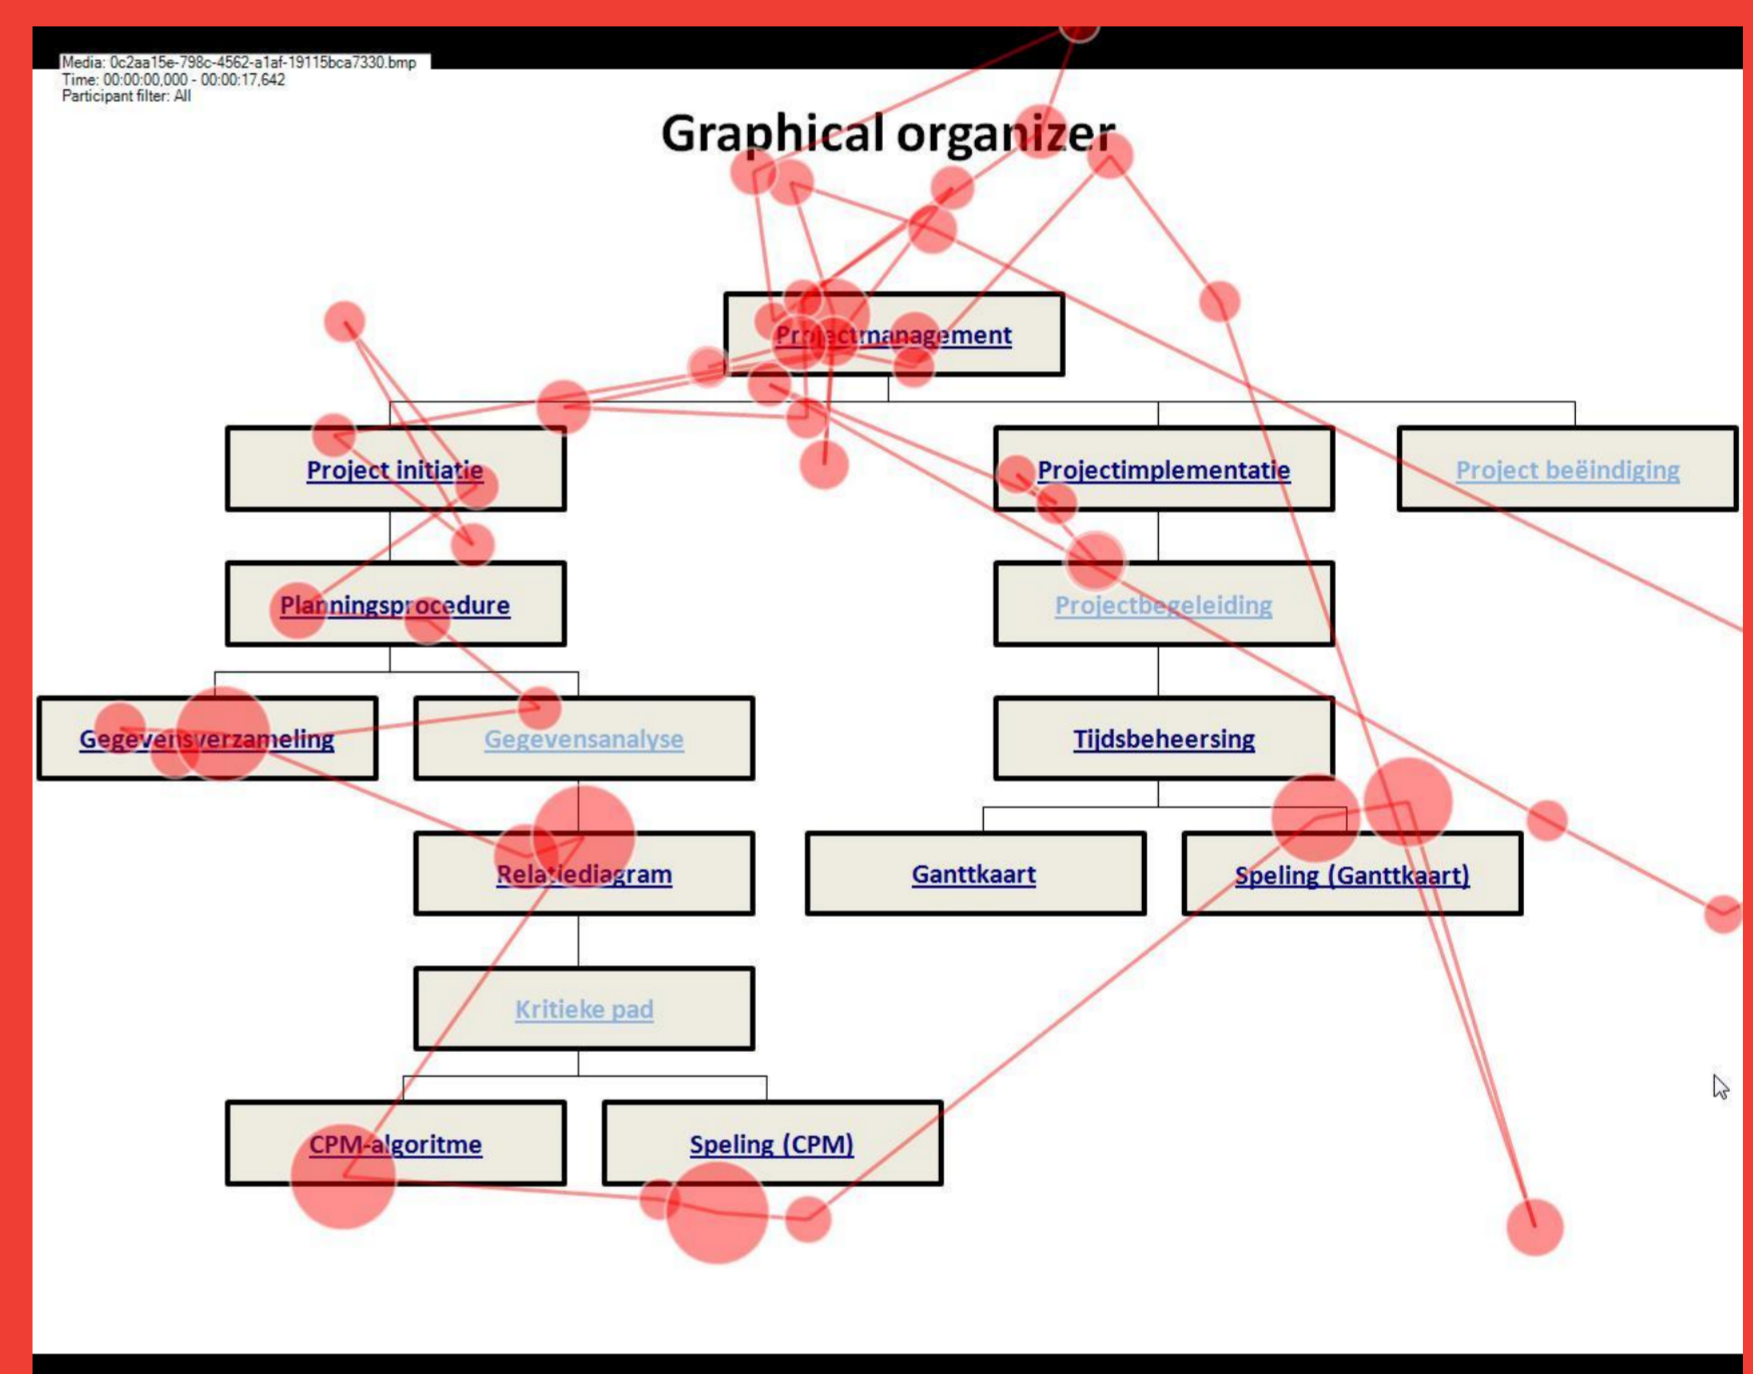 Media: 0c2aa15e-798c-4562-a1af-19115bca7330.bmp
Time: 00:00:00,000 - 00:00:17,642
Participant filter: All
Graphical organizer
Projectmanagement
Project initiatie
Projectimplementatie
Project beëindiging
Planningsprocedure
Projectbegeleiding
Gegevensverzameling
Gegevensanalyse
Tijdsbeheersing
Relatiediagram
Ganttkaart
Speling (Ganttkaart)
Kritieke pad
CPM-algoritme
Speling (CPM)